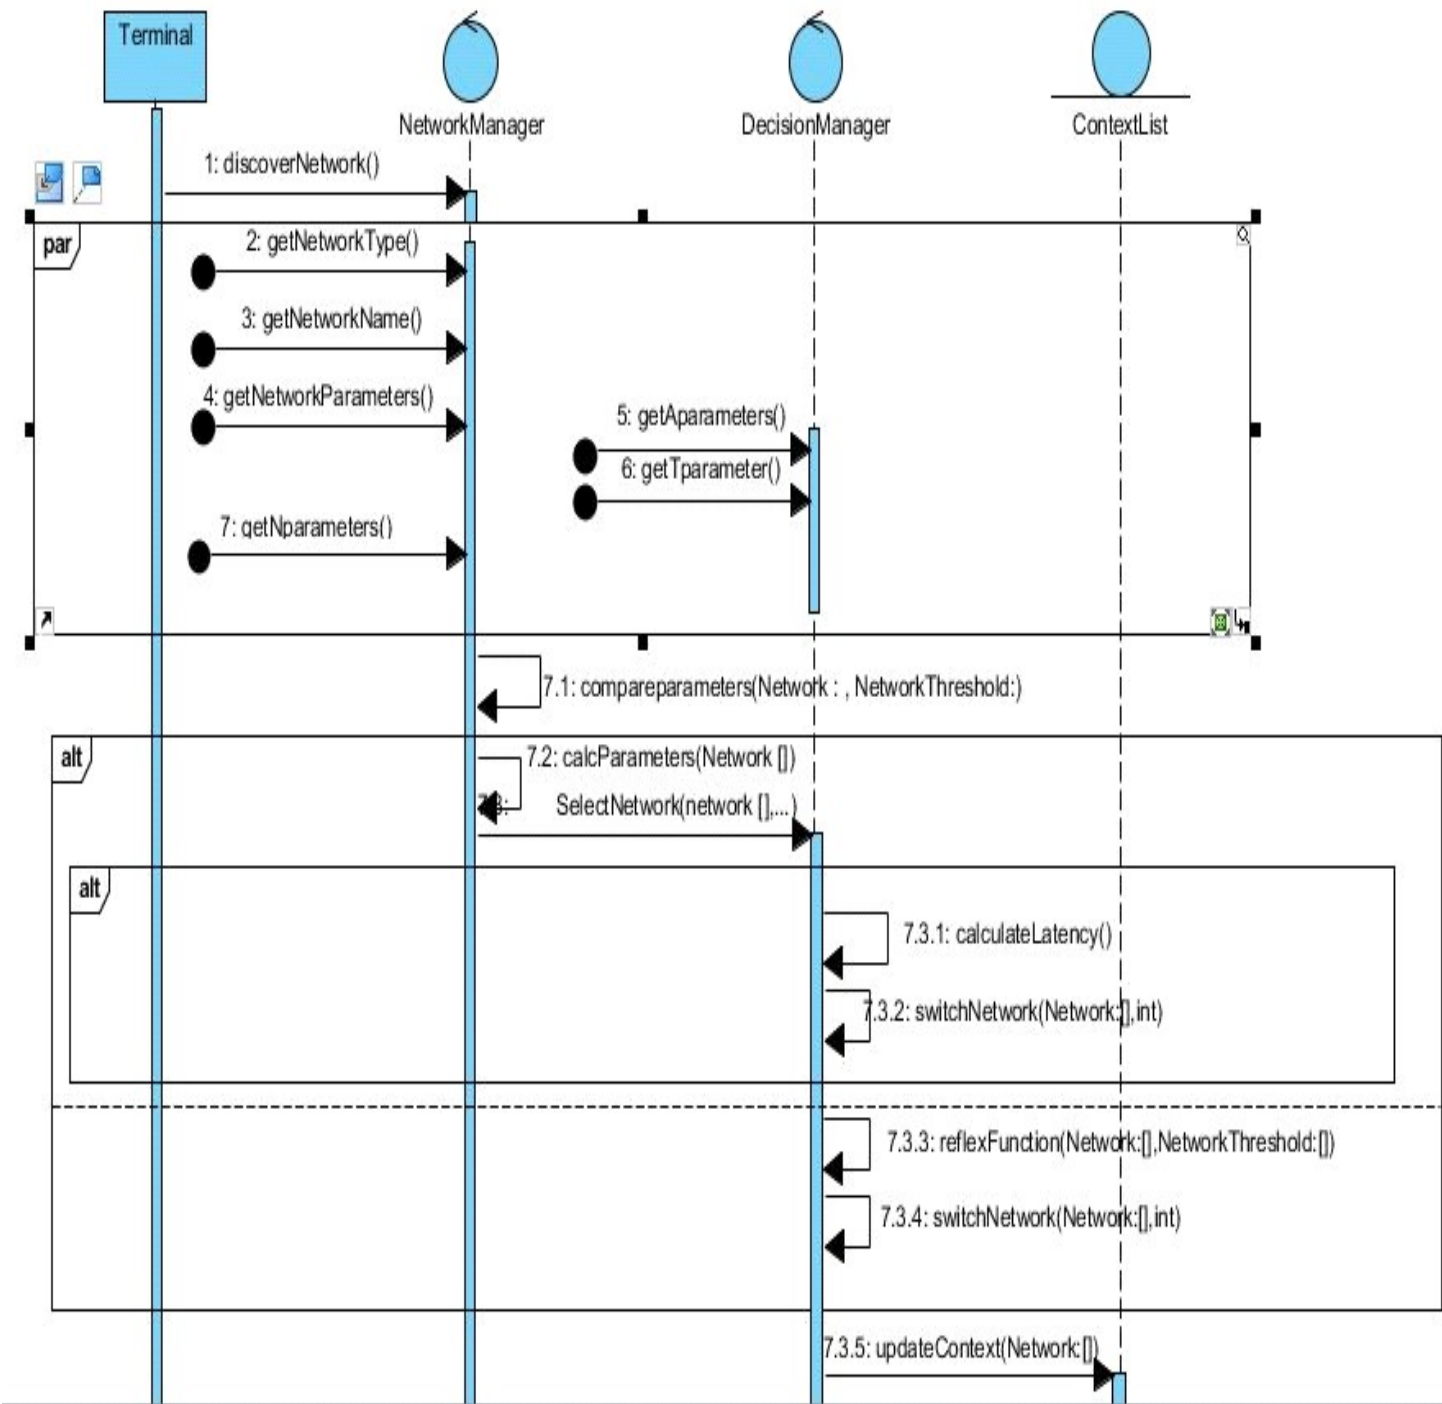 Terminal
NetworkManager
DecisionManager
ContextList
1: discoverNetwork()
par
2: getNetworkType()
3: getNetworkName()
4: getNetworkParameters()
5: getAparameters()
6: getTparameter()
7: getNparameters()
7.1: compareparameters(Network : , NetworkThreshold:)
alt
7.2: calcParameters(Network [])
SelectNetwork(network [],...)
alt
7.3.1: calculateLatency()
7.3.2: switchNetwork(Network:[],int)
7.3.3: reflexFunction(Network:[],NetworkThreshold:[])
7.3.4: switchNetwork(Network:[],int)
7.3.5: updateContext(Network:[])